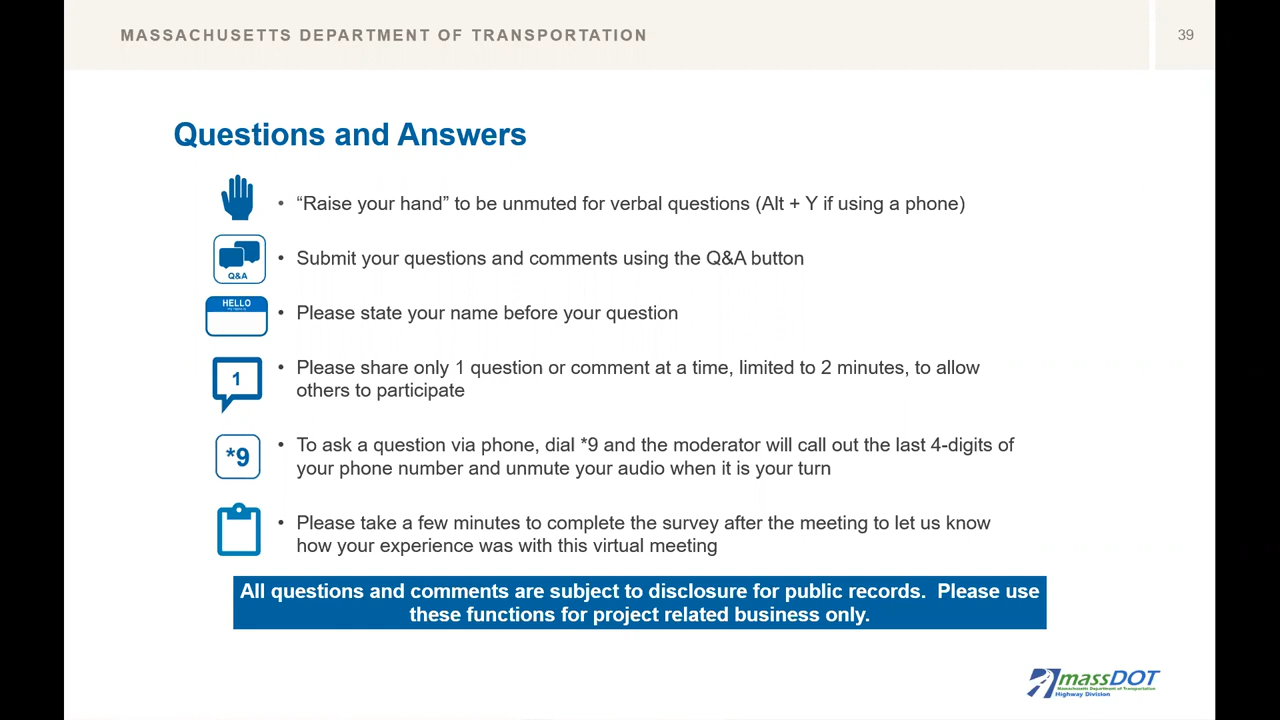 MASSACHUSETTS DEPARTMENT OF TRANSPORTATION
39
Questions and Answers
• “Raise your hand” to be unmuted for verbal questions (Alt + Y if using a phone)
Q&A
• Submit your questions and comments using the Q&A button
HELLO
• Please state your name before your question
1
• Please share only 1 question or comment at a time, limited to 2 minutes, to allow
others to participate
*9
• To ask a question via phone, dial *9 and the moderator will call out the last 4-digits of
your phone number and unmute your audio when it is your turn
• Please take a few minutes to complete the survey after the meeting to let us know
how your experience was with this virtual meeting
All questions and comments are subject to disclosure for public records.  Please use
these functions for project related business only.
massDOT
Massachusetts Department of Transportation
Highway Division